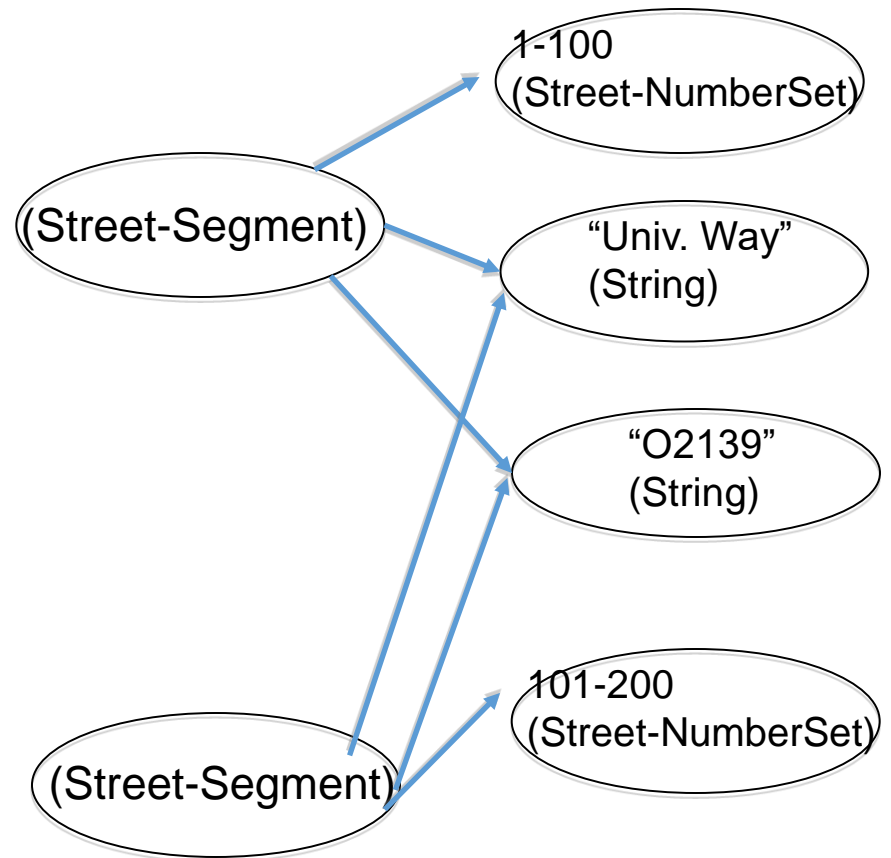 1-100
(Street-NumberSet)
(Street-Segment)
“Univ. Way”
(String)
“O2139”
(String)
101-200
(Street-NumberSet)
(Street-Segment)